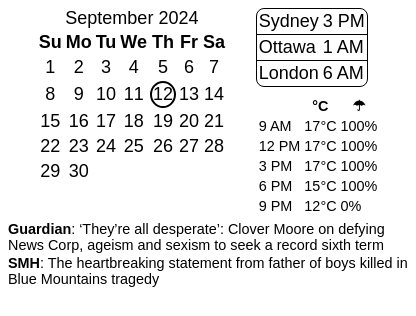 September 2024
Su Mo Tu We Th Fr Sa
1 2 3 4 5 6 7
8 9 10 11 12 13 14
15 16 17 18 19 20 21
22 23 24 25 26 27 28
29 30
Sydney 3 PM
Ottawa 1 AM
London 6 AM
°C ☂
9 AM 17°C 100%
12 PM 17°C 100%
3 PM 17°C 100%
6 PM 15°C 100%
9 PM 12°C 0%
Guardian: ‘They’re all desperate’: Clover Moore on defying
News Corp, ageism and sexism to seek a record sixth term
SMH: The heartbreaking statement from father of boys killed in
Blue Mountains tragedy